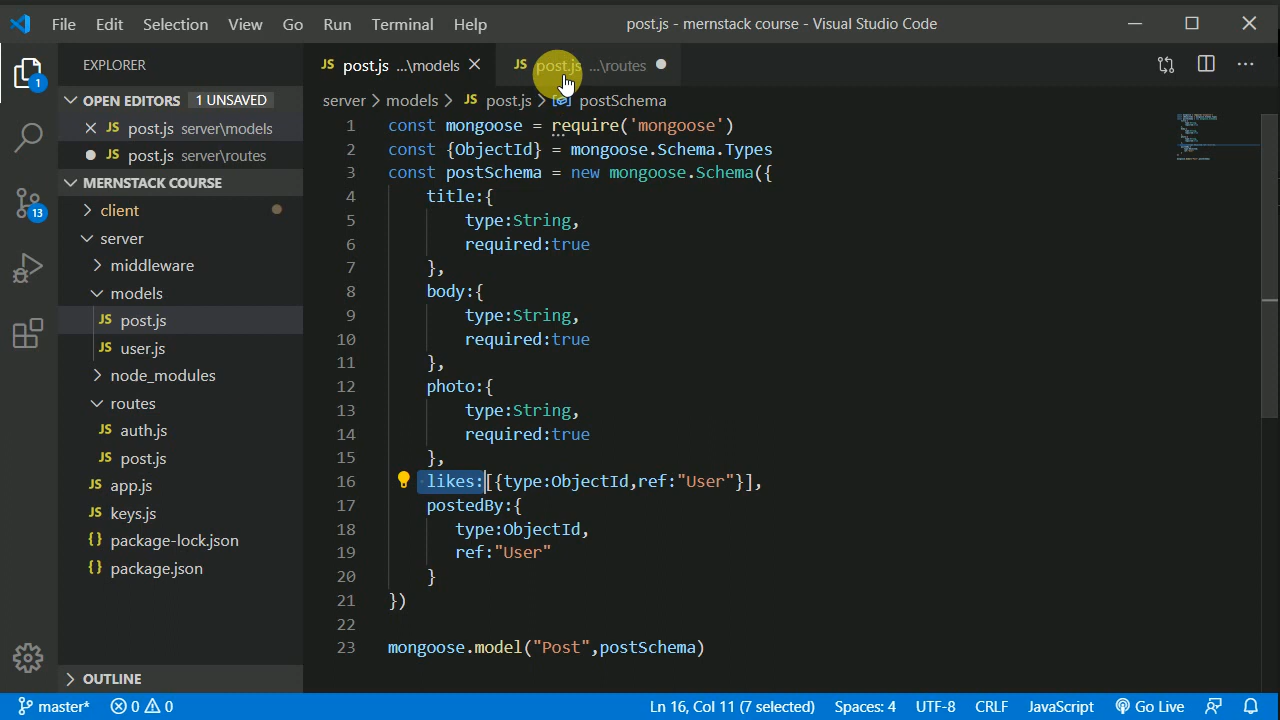 File Edit Selection View Go Run Terminal Help
post.js - mernstack course - Visual Studio Code
EXPLORER
JS post.js ...\models
JS post.js ...\routes
OPEN EDITORS 1 UNSAVED
JS post.js server\models
JS post.js server\routes
MERNSTACK COURSE
client
server
middleware
models
JS post.js
JS user.js
node_modules
routes
JS auth.js
JS post.js
JS app.js
JS keys.js
{} package-lock.json
{} package.json
OUTLINE
1
13
server > models > JS post.js > postSchema
1 const mongoose = require('mongoose')
2 const {ObjectId} = mongoose.Schema.Types
3 const postSchema = new mongoose.Schema({
4 title:{
5 type:String,
6 required:true
7 },
8 body:{
9 type:String,
10 required:true
11 },
12 photo:{
13 type:String,
14 required:true
15 },
16 likes:[{type:ObjectId,ref:"User"}],
17 postedBy:{
18 type:ObjectId,
19 ref:"User"
20 }
21 })
22
23 mongoose.model("Post",postSchema)
master* 0 0 Ln 16, Col 11 (7 selected) Spaces: 4 UTF-8 CRLF JavaScript Go Live